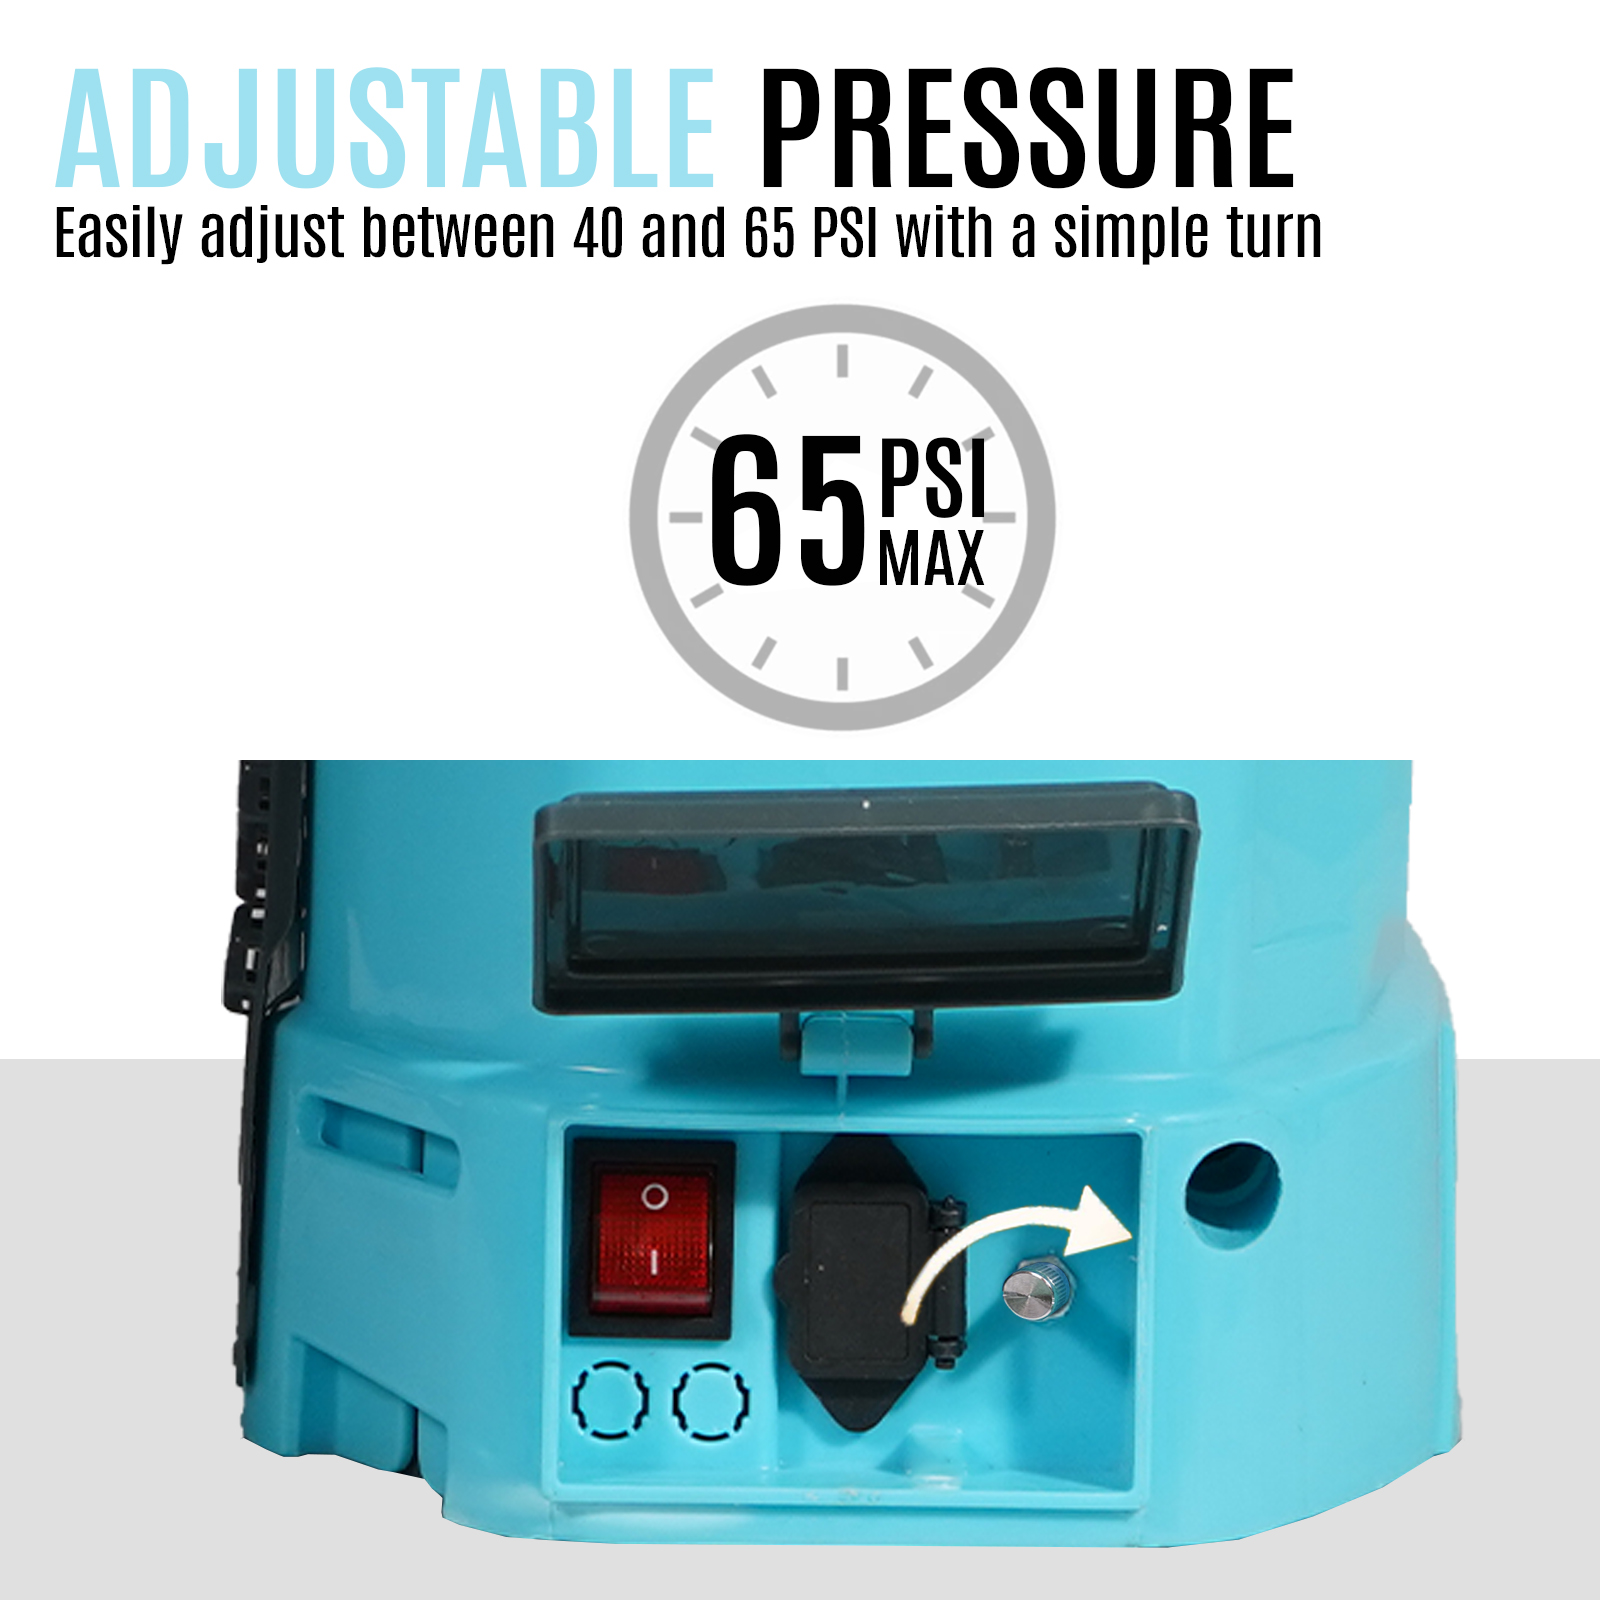 ADJUSTABLE PRESSURE
Easily adjust between 40 and 65 PSI with a simple turn
65 PSI
MAX